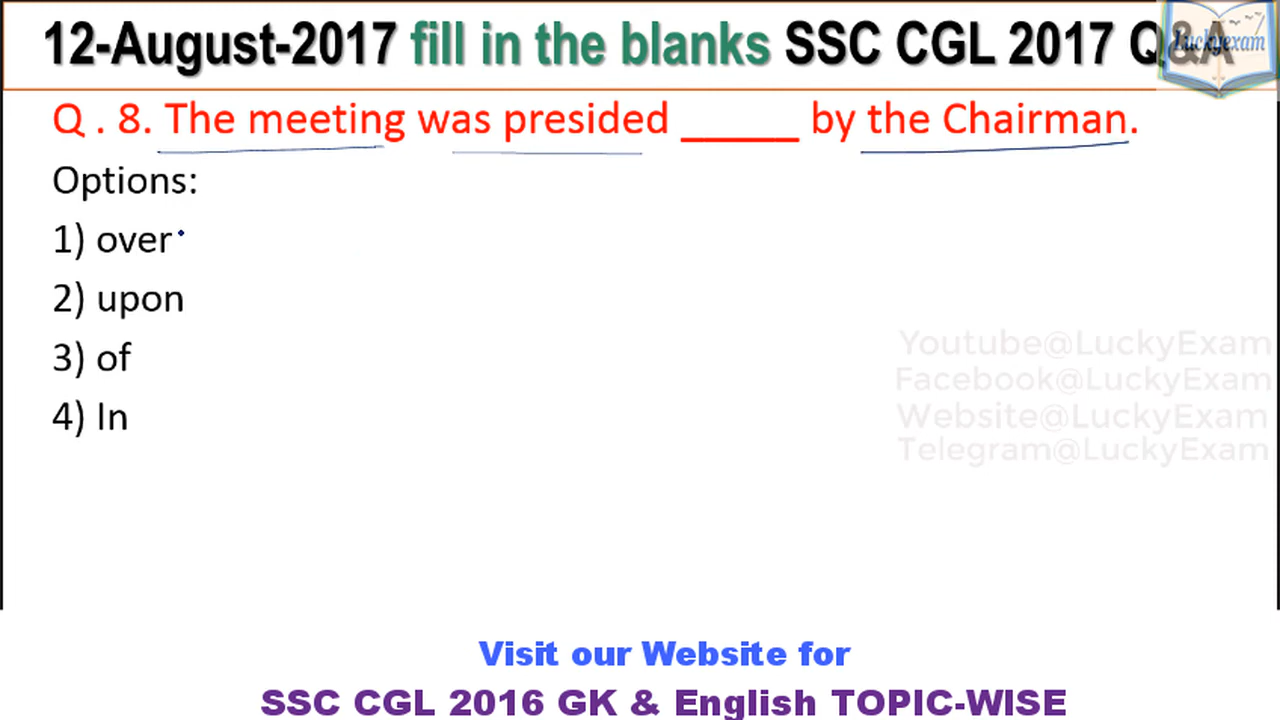 12-August-2017 fill in the blanks SSC CGL 2017 Q&A
Luckyexam
Q . 8. The meeting was presided _____ by the Chairman.
Options:
1) over
2) upon
3) of
4) In
Youtube@LuckyExam
Facebook@LuckyExam
Website@LuckyExam
Telegram@LuckyExam
Visit our Website for
SSC CGL 2016 GK & English TOPIC-WISE